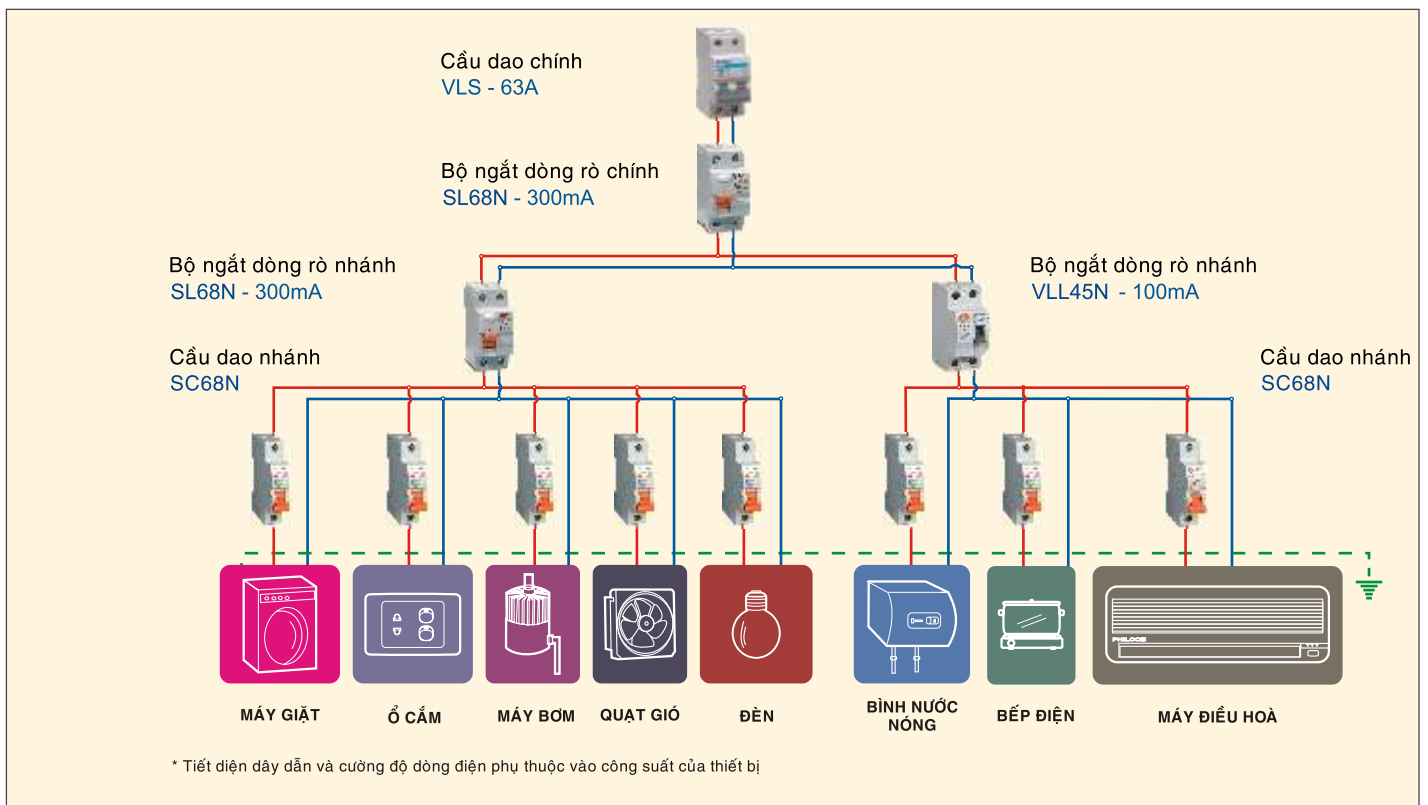 Cầu dao chính
VLS - 63A
Bộ ngắt dòng rò chính
SL68N - 300mA
Bộ ngắt dòng rò nhánh
SL68N - 300mA
Bộ ngắt dòng rò nhánh
VLL45N - 100mA
Cầu dao nhánh
SC68N
Cầu dao nhánh
SC68N
MÁY GIẶT
Ổ CẮM
MÁY BƠM
QUẠT GIÓ
ĐÈN
BÌNH NƯỚC
NÓNG
BẾP ĐIỆN
MÁY ĐIỀU HOÀ
* Tiết diện dây dẫn và cường độ dòng điện phụ thuộc vào công suất của thiết bị